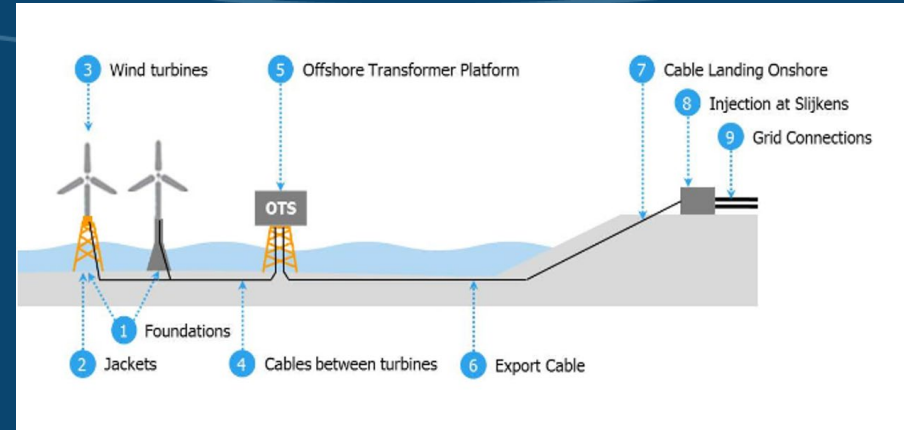 3 Wind turbines
5 Offshore Transformer Platform
7 Cable Landing Onshore
8 Injection at Slijkens
9 Grid Connections
OTS
1 Foundations
2 Jackets
4 Cables between turbines
6 Export Cable